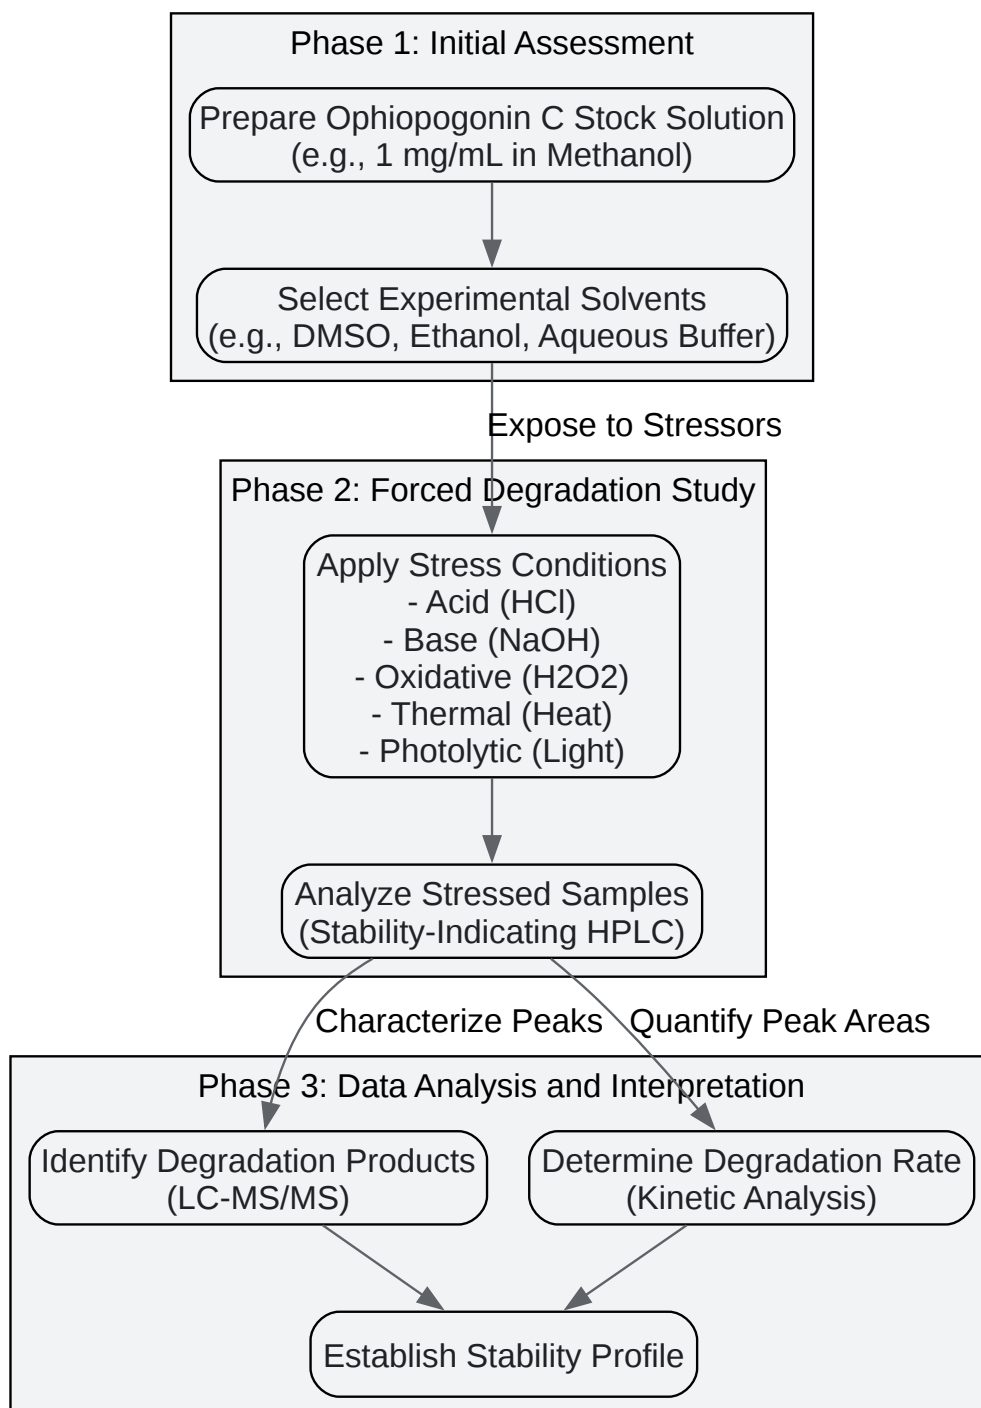 Phase 1: Initial Assessment
Prepare Ophiopogonin C Stock Solution
(e.g., 1 mg/mL in Methanol)
Select Experimental Solvents
(e.g., DMSO, Ethanol, Aqueous Buffer)
Expose to Stressors
Phase 2: Forced Degradation Study
Apply Stress Conditions
- Acid (HCl)
- Base (NaOH)
- Oxidative (H2O2)
- Thermal (Heat)
- Photolytic (Light)
Analyze Stressed Samples
(Stability-Indicating HPLC)
Characterize Peaks
Quantify Peak Areas
Phase 3: Data Analysis and Interpretation
Identify Degradation Products
(LC-MS/MS)
Determine Degradation Rate
(Kinetic Analysis)
Establish Stability Profile